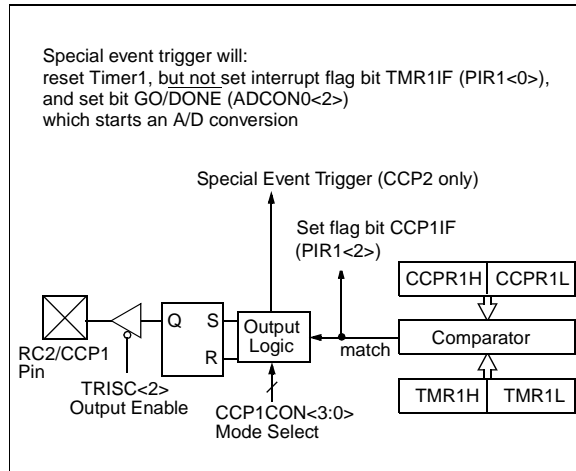 Special event trigger will:
reset Timer1, but not set interrupt flag bit TMR1IF (PIR1<0>),
and set bit GO/DONE (ADCON0<2>)
which starts an A/D conversion
Special Event Trigger (CCP2 only)
Set flag bit CCP1IF
(PIR1<2>)
CCPR1H CCPR1L
Q S
R
Output
Logic
match
Comparator
RC2/CCP1
Pin
TRISC<2>
Output Enable
CCP1CON<3:0>
Mode Select
TMR1H TMR1L